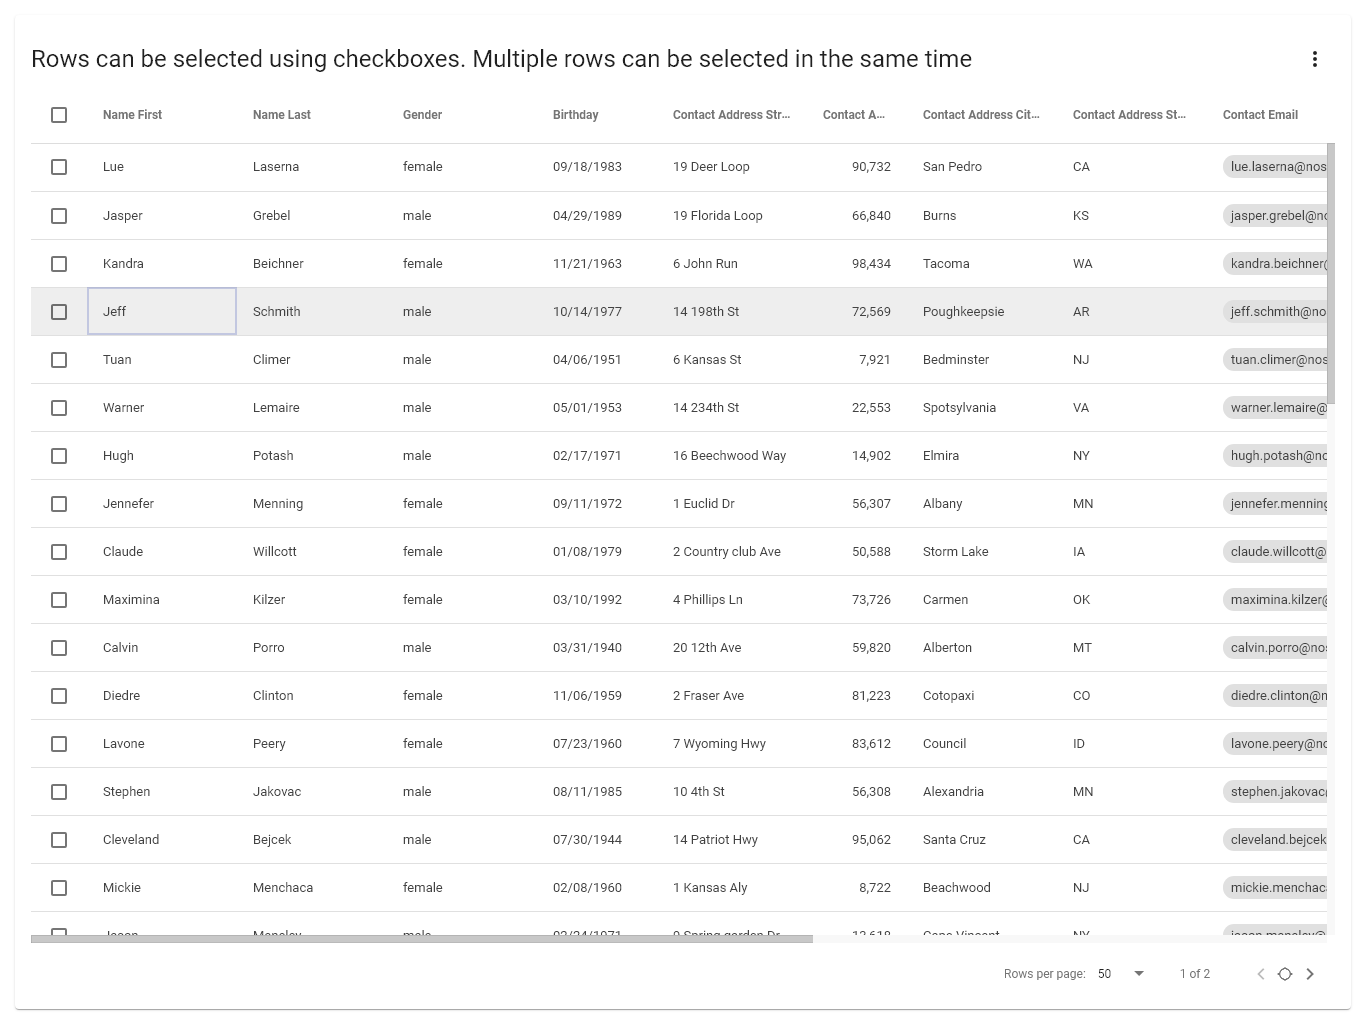 Rows can be selected using checkboxes. Multiple rows can be selected in the same time
Name First Name Last Gender Birthday Contact Address Str... Contact A... Contact Address Cit... Contact Address St... Contact Email
Lue Laserna female 09/18/1983 19 Deer Loop 90,732 San Pedro CA lue.laserna@nos
Jasper Grebel male 04/29/1989 19 Florida Loop 66,840 Burns KS jasper.grebel@no
Kandra Beichner female 11/21/1963 6 John Run 98,434 Tacoma WA kandra.beichner@
Jeff Schmith male 10/14/1977 14 198th St 72,569 Poughkeepsie AR jeff.schmith@no
Tuan Climer male 04/06/1951 6 Kansas St 7,921 Bedminster NJ tuan.climer@nos
Warner Lemaire male 05/01/1953 14 234th St 22,553 Spotsylvania VA warner.lemaire@
Hugh Potash male 02/17/1971 16 Beechwood Way 14,902 Elmira NY hugh.potash@no
Jennefer Menning female 09/11/1972 1 Euclid Dr 56,307 Albany MN jennefer.menning
Claude Willcott female 01/08/1979 2 Country club Ave 50,588 Storm Lake IA claude.willcott@
Maximina Kilzer female 03/10/1992 4 Phillips Ln 73,726 Carmen OK maximina.kilzer@
Calvin Porro male 03/31/1940 20 12th Ave 59,820 Alberton MT calvin.porro@nos
Diedre Clinton female 11/06/1959 2 Fraser Ave 81,223 Cotopaxi CO diedre.clinton@n
Lavone Peery female 07/23/1960 7 Wyoming Hwy 83,612 Council ID lavone.peery@no
Stephen Jakovac male 08/11/1985 10 4th St 56,308 Alexandria MN stephen.jakovac@
Cleveland Bejcek male 07/30/1944 14 Patriot Hwy 95,062 Santa Cruz CA cleveland.bejcek
Mickie Menchaca female 02/08/1960 1 Kansas Aly 8,722 Beachwood NJ mickie.menchac
Rows per page: 50 1 of 2